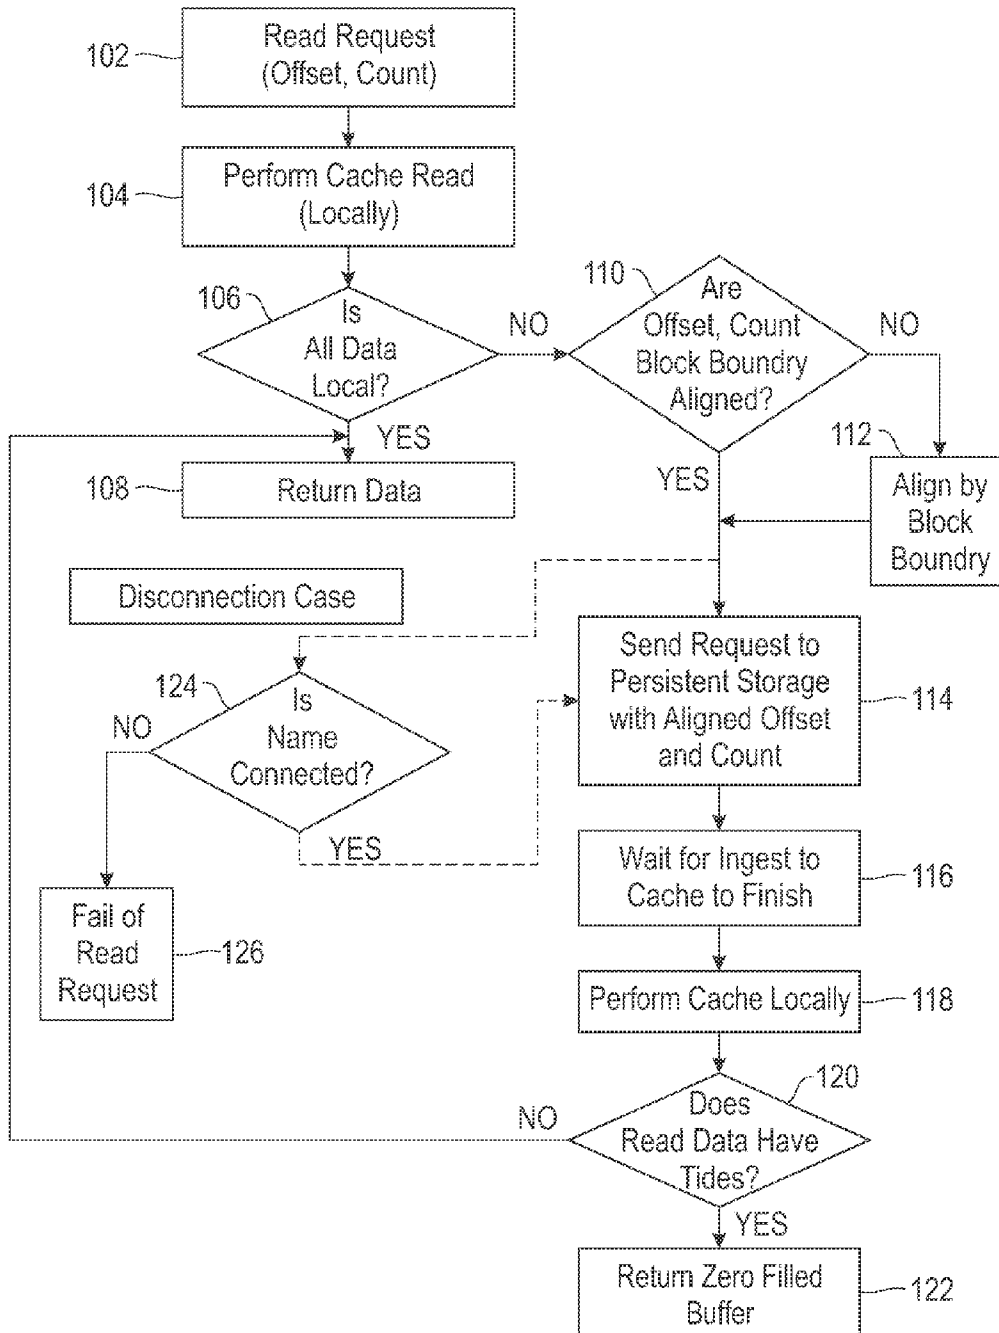 102
Read Request
(Offset, Count)
104
Perform Cache Read
(Locally)
106
Is
All Data
Local?
NO
YES
108
Return Data
110
Are
Offset, Count
Block Boundry
Aligned?
NO
YES
112
Align by
Block
Boundry
Disconnection Case
124
Is
Name
Connected?
NO
YES
Fail of
Read
Request
126
Send Request to
Persistent Storage
with Aligned Offset
and Count
114
Wait for Ingest to
Cache to Finish
116
Perform Cache Locally
118
120
Does
Read Data Have
Tides?
NO
YES
Return Zero Filled
Buffer
122